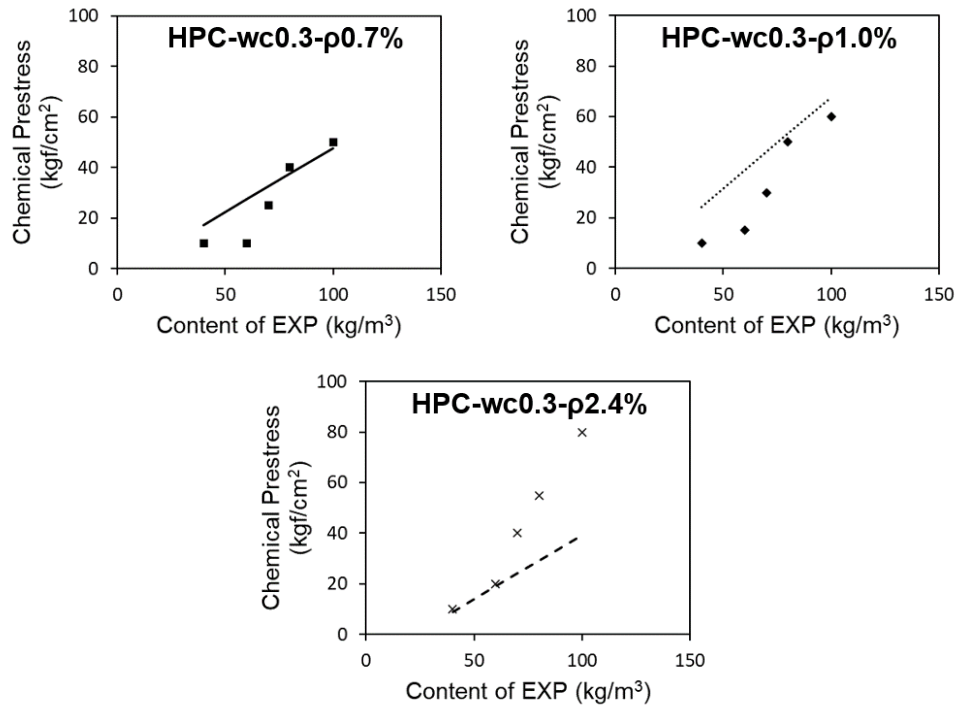 HPC-wc0.3-ρ0.7%
Chemical Prestress
(kgf/cm²)
100
80
60
40
20
0
0 50 100 150
Content of EXP (kg/m³)
HPC-wc0.3-ρ1.0%
Chemical Prestress
(kgf/cm²)
100
80
60
40
20
0
0 50 100 150
Content of EXP (kg/m³)
HPC-wc0.3-ρ2.4%
Chemical Prestress
(kgf/cm²)
100
80
60
40
20
0
0 50 100 150
Content of EXP (kg/m³)